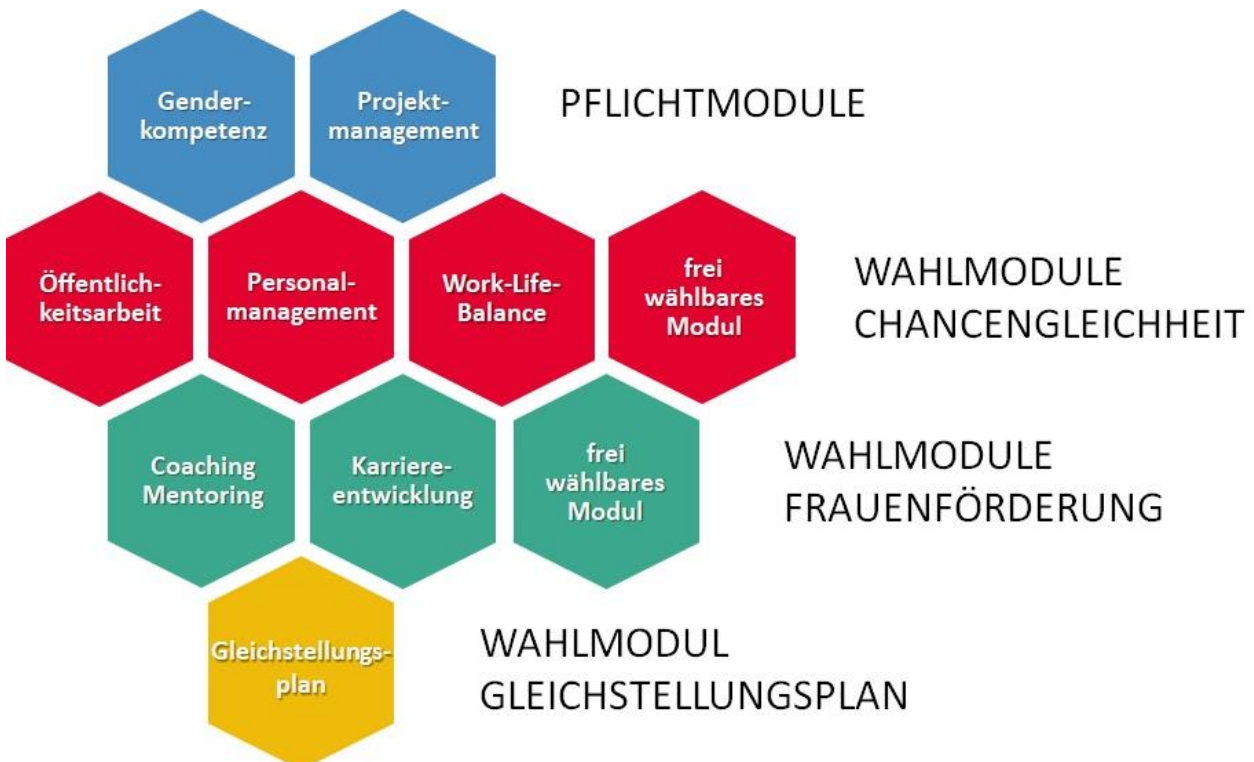 Gender-
kompetenz
Projekt-
management
PFLICHTMODULE
Öffentlich-
keitsarbeit
Personal-
management
Work-Life-
Balance
frei
wählbares
Modul
WAHLMODULE
CHANCENGLEICHHEIT
Coaching
Mentoring
Karriere-
entwicklung
frei
wählbares
Modul
WAHLMODULE
FRAUENFÖRDERUNG
Gleichstellungs-
plan
WAHLMODUL
GLEICHSTELLUNGSPLAN